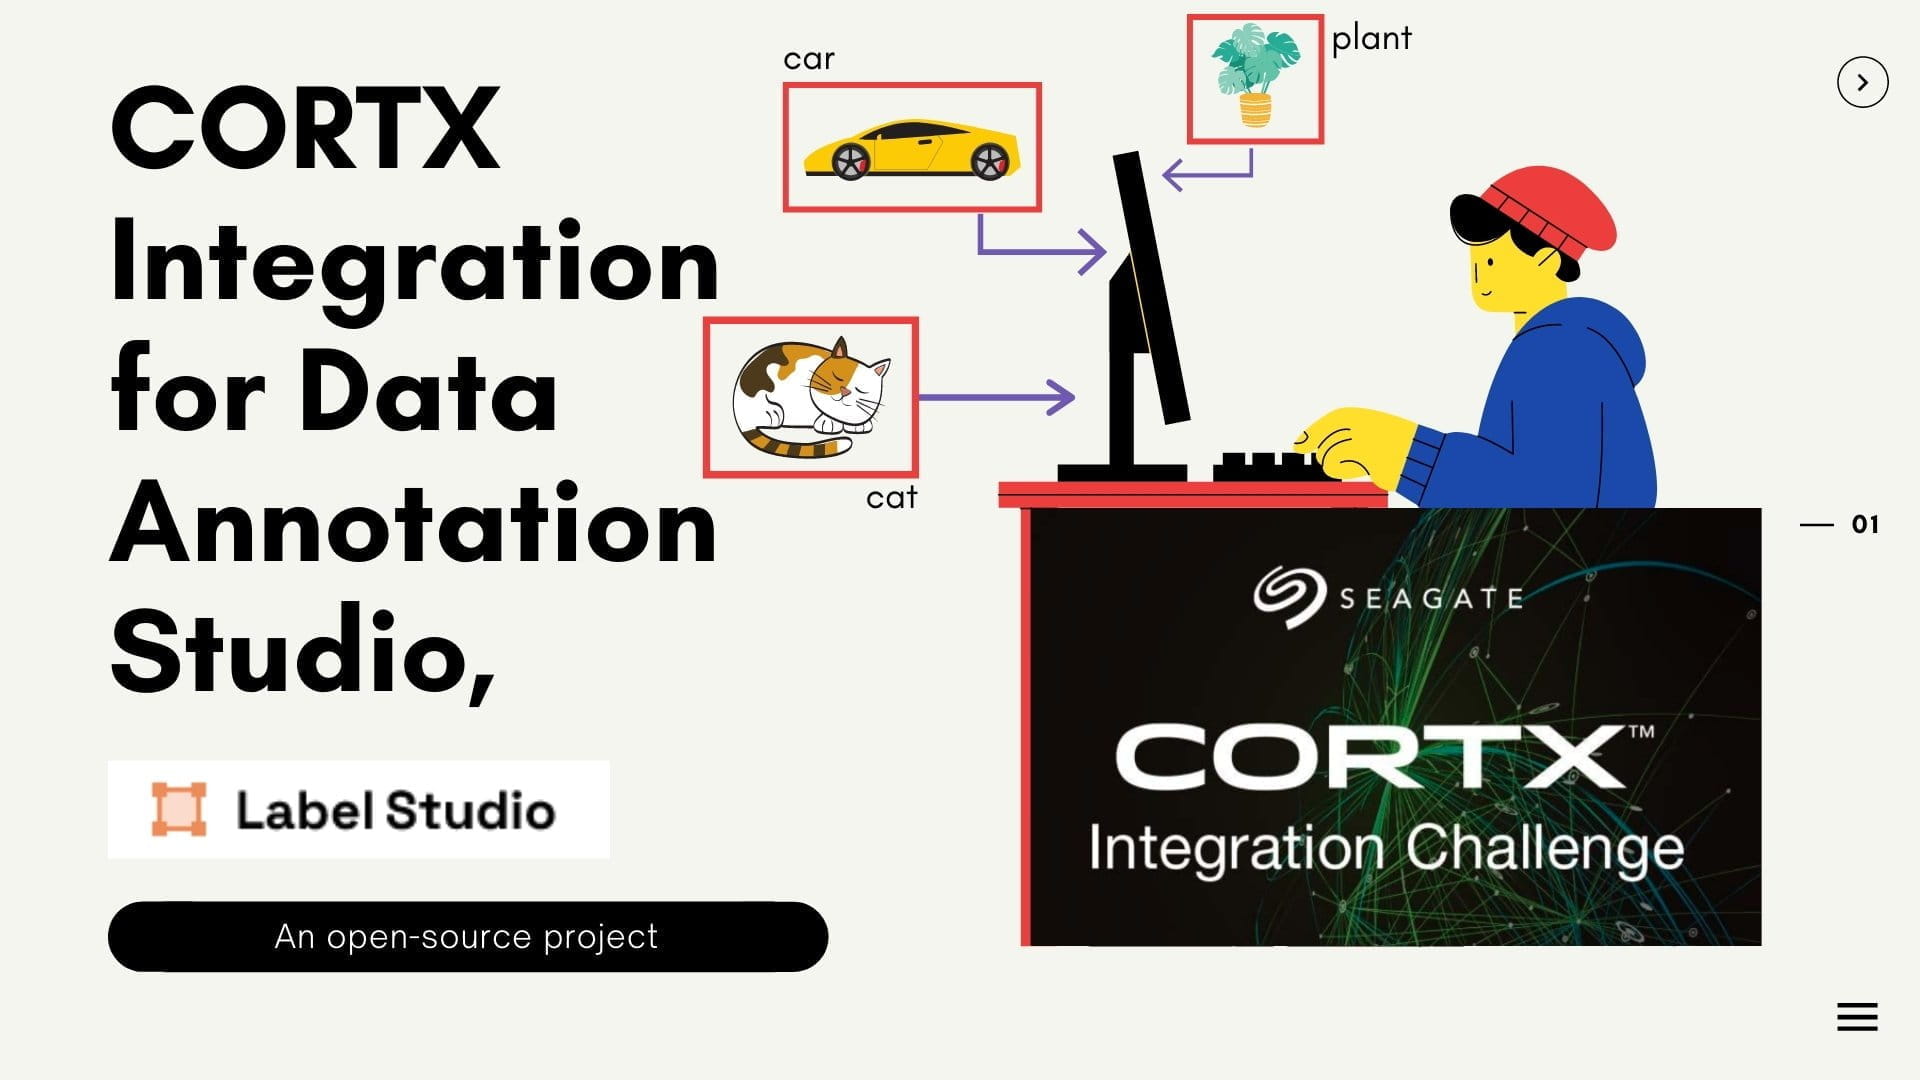 CORTX
Integration
for Data
Annotation
Studio,
Label Studio
An open-source project
car
plant
cat
SEAGATE
CORTX™
Integration Challenge
01